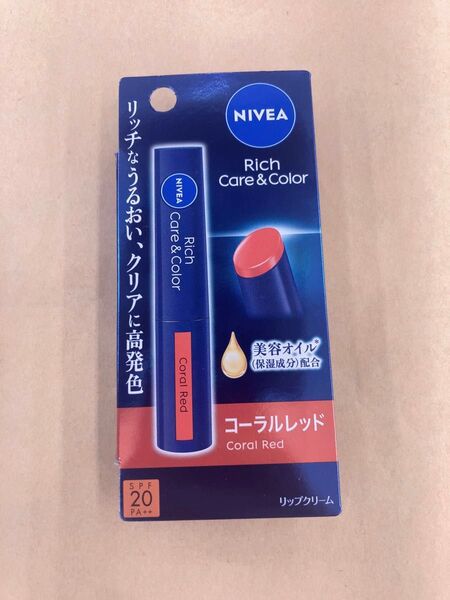 NIVEA
Rich
Care & Color
リッチなうるおい、クリアに高発色
NIVEA
Rich
Care & Color
Coral Red
美容オイル*
(保湿成分)配合
コーラルレッド
Coral Red
SPF
20
PA++
リップクリーム